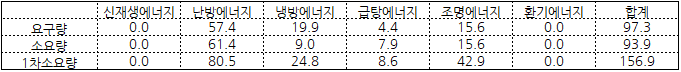 신재생에너지 난방에너지 냉방에너지 급탕에너지 조명에너지 환기에너지 합계
요구량 0.0 57.4 19.9 4.4 15.6 0.0 97.3
소요량 0.0 61.4 9.0 7.9 15.6 0.0 93.9
1차소요량 0.0 80.5 24.8 8.6 42.9 0.0 156.9